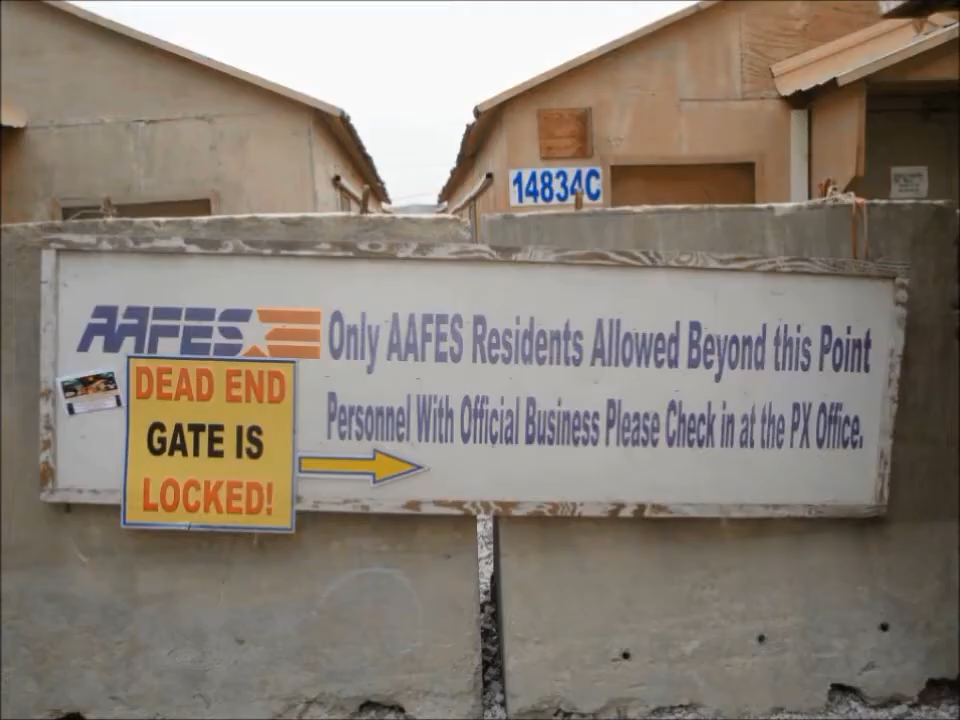 14834C
AAFES
Only AAFES Residents Allowed Beyond this Point
Personnel With Official Business Please Check in at the PX Office.
DEAD END
GATE IS
LOCKED!